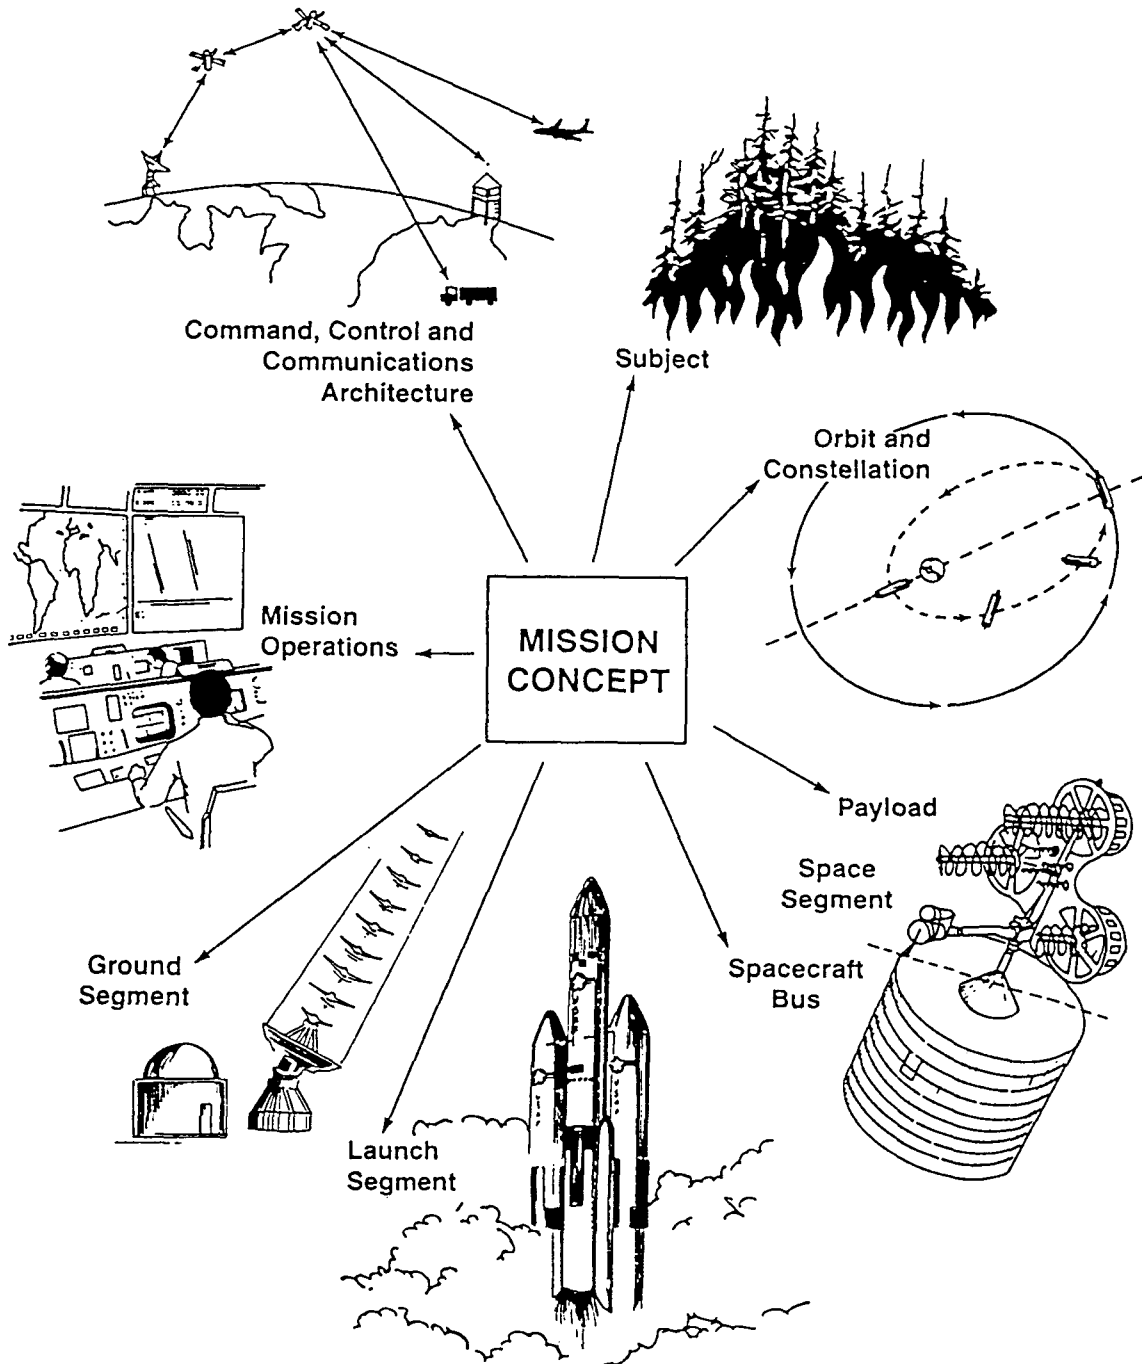 Command, Control and
Communications
Architecture
Subject
Orbit and
Constellation
MISSION
CONCEPT
Mission
Operations
Payload
Space
Segment
Spacecraft
Bus
Ground
Segment
Launch
Segment